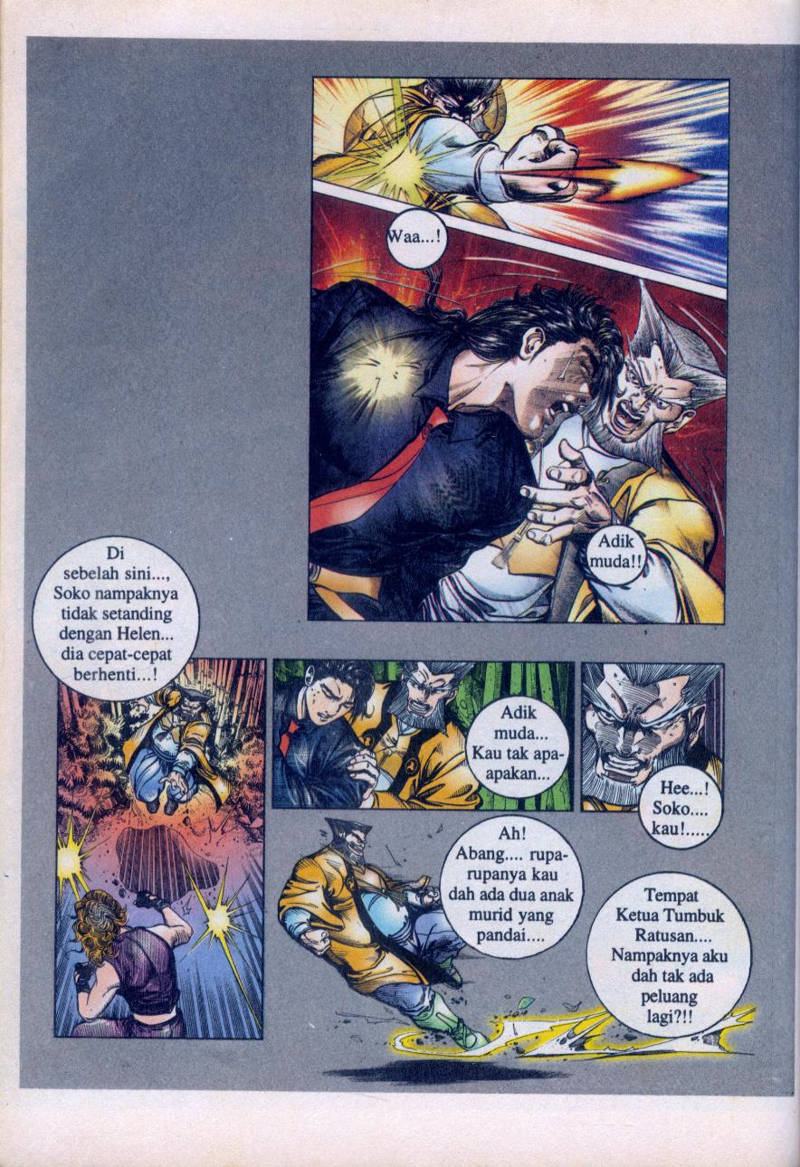 Waa...!
Adik
muda!!
Di
sebelah sini...,
Soko nampaknya
tidak setanding
dengan Helen...
dia cepat-cepat
berhenti...!
Adik
muda...
Kau tak apa-
apakan...
Hee...!
Soko....
kau!.....
Ah!
Abang.... rupa-
rupanya kau
dah ada dua anak
murid yang
pandai....
Tempat
Ketua Tumbuk
Ratusan....
Nampaknya aku
dah tak ada
peluang
lagi?!!